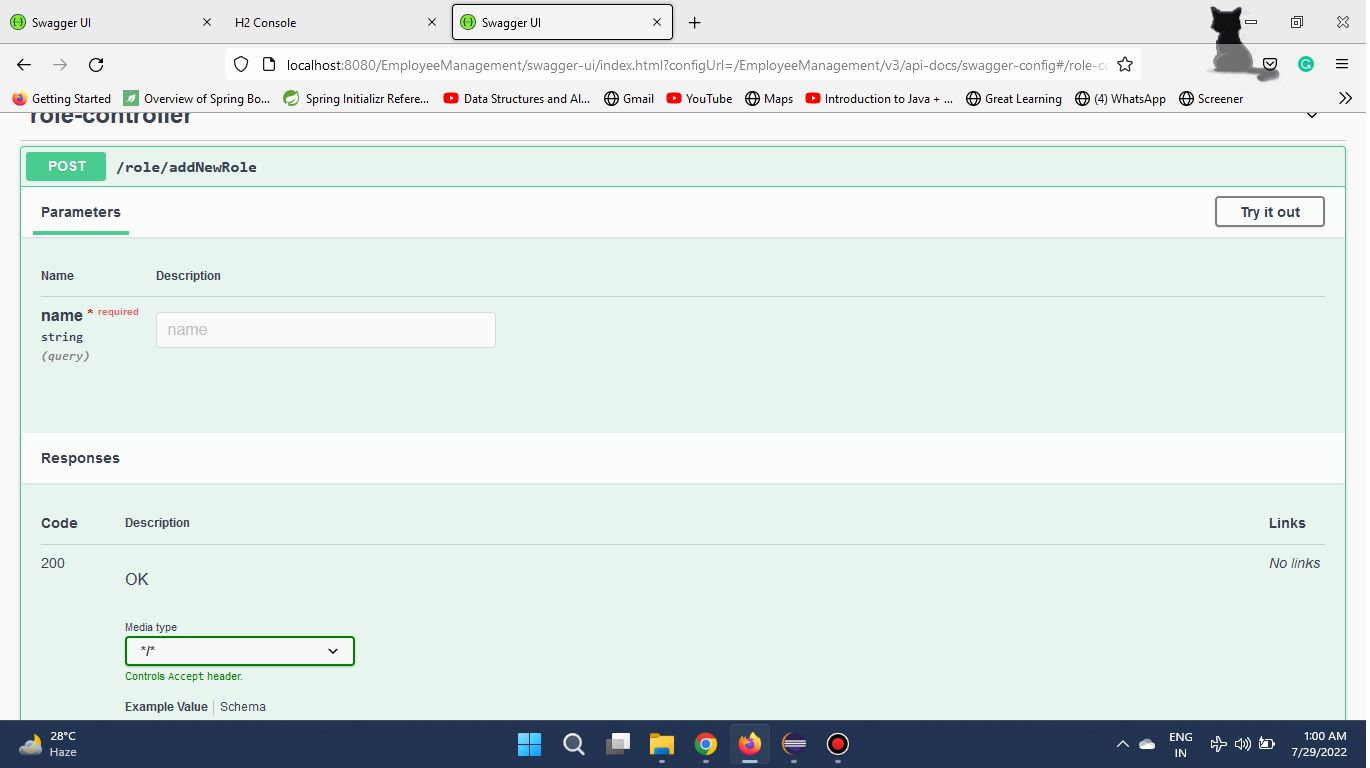 Swagger UI
H2 Console
Swagger UI
localhost:8080/EmployeeManagement/swagger-ui/index.html?configUrl=/EmployeeManagement/v3/api-docs/swagger-config#/role-co
Getting Started
Overview of Spring Bo...
Spring Initializr Refere...
Data Structures and Al...
Gmail
YouTube
Maps
Introduction to Java + ...
Great Learning
(4) WhatsApp
Screener
role-controller
POST /role/addNewRole
Parameters
Try it out
Name Description
name * required
string
(query)
name
Responses
Code Description Links
200
OK
No links
Media type
*/*
Controls Accept header.
Example Value Schema
28°C
Haze
ENG
IN
1:00 AM
7/29/2022